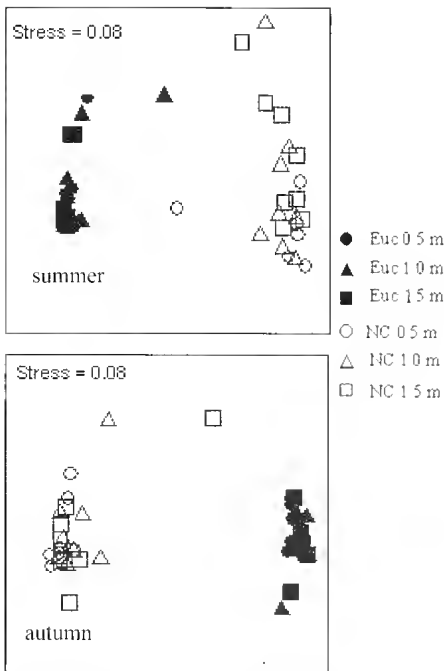 Stress = 0.08
summer
Euc 0 5 m
Euc 1 0 m
Euc 1 5 m
NC 0 5 m
NC 1 0 m
NC 1 5 m
Stress = 0.08
autumn